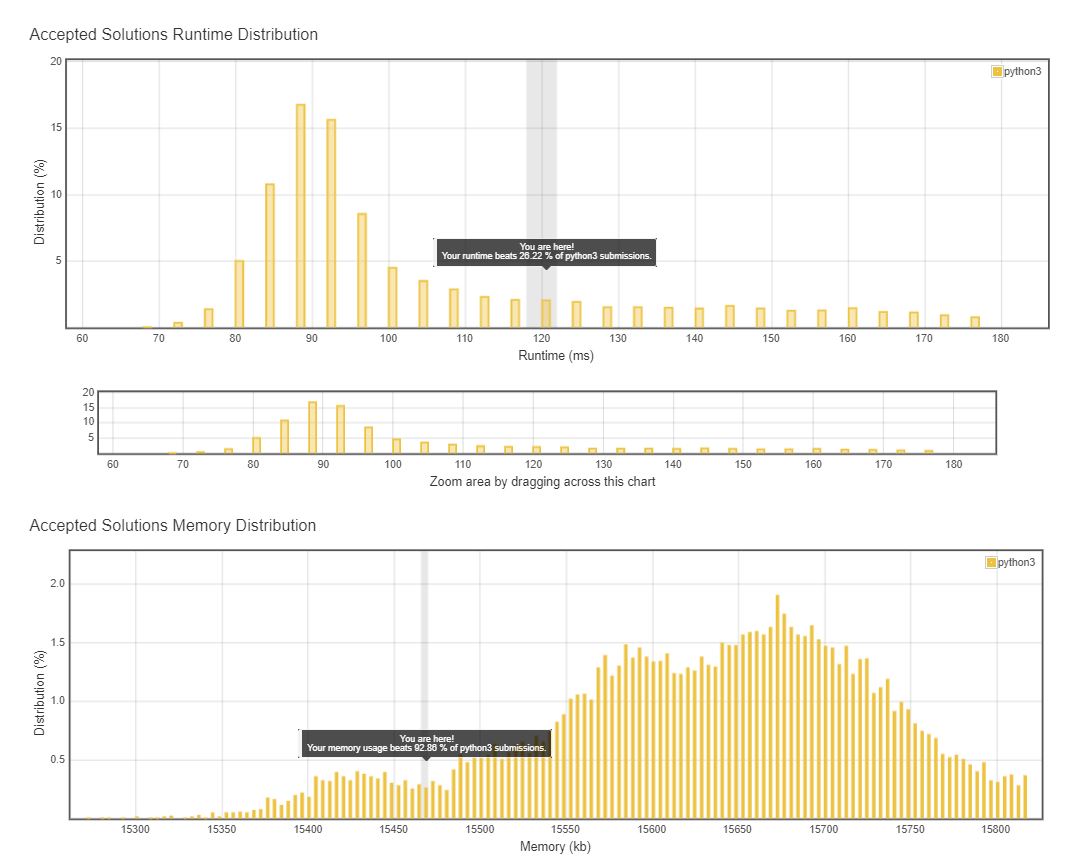 Accepted Solutions Runtime Distribution
20
python3
15
Distribution (%)
10
You are here!
Your runtime beats 26.22 % of python3 submissions.
5
60 70 80 90 100 110 120 130 140 150 160 170 180
Runtime (ms)
20
15
10
5
60 70 80 90 100 110 120 130 140 150 160 170 180
Zoom area by dragging across this chart
Accepted Solutions Memory Distribution
python3
2.0
1.5
Distribution (%)
1.0
You are here!
Your memory usage beats 92.86 % of python3 submissions.
0.5
15300 15350 15400 15450 15500 15550 15600 15650 15700 15750 15800
Memory (kb)